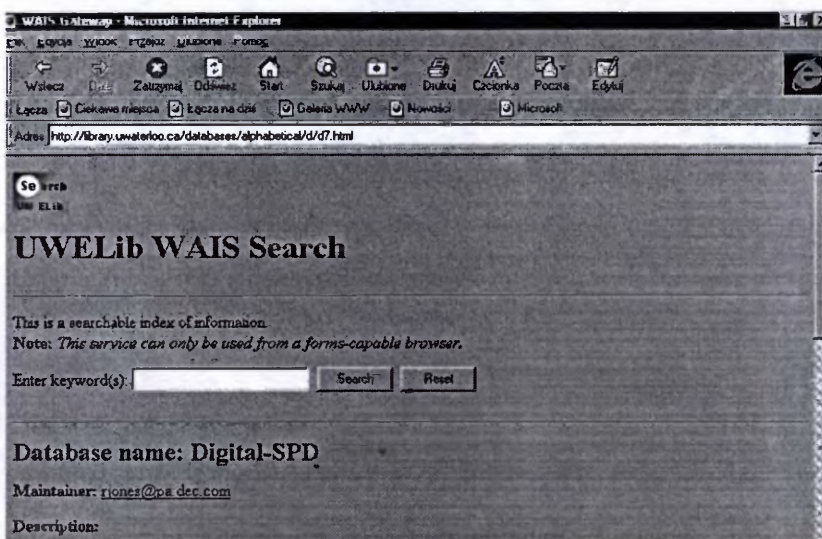 WAIS Gateway - Microsoft Internet Explorer
Plik Edycja Widok Przejdź Ulubione Pomoc
Wstecz Dalej Zatrzymaj Odśwież Start Szukaj Ulubione Drukuj Czcionka Poczta Edytuj
Łącza Ciekawe miejsca Łącza na dziś Galeria WWW Nowości Microsoft
Adres http://library.uwaterloo.ca/databases/alphabetical/d/d7.html
Search
UW ELib
UWELib WAIS Search
This is a searchable index of information
Note: This service can only be used from a forms-capable browser.
Enter keyword(s): Search Reset
Database name: Digital-SPD
Maintainer: rjones@pa.dec.com
Description: